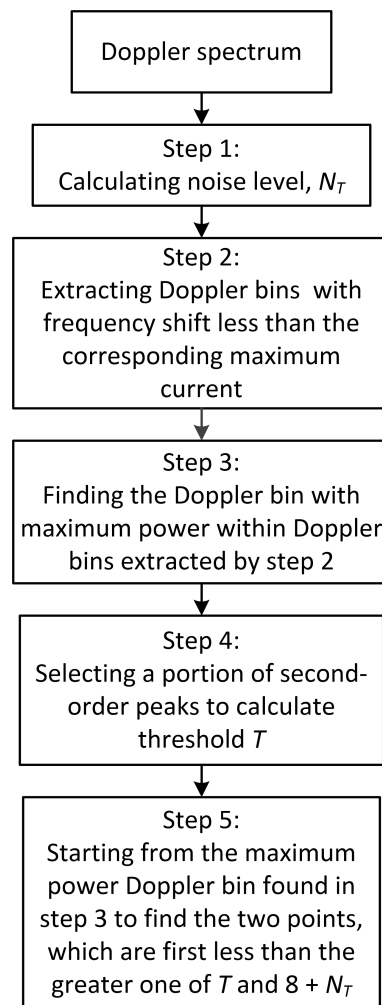 Doppler spectrum
Step 1:
Calculating noise level, N_T
Step 2:
Extracting Doppler bins with
frequency shift less than the
corresponding maximum
current
Step 3:
Finding the Doppler bin with
maximum power within Doppler
bins extracted by step 2
Step 4:
Selecting a portion of second-
order peaks to calculate
threshold T
Step 5:
Starting from the maximum
power Doppler bin found in
step 3 to find the two points,
which are first less than the
greater one of T and 8 + N_T